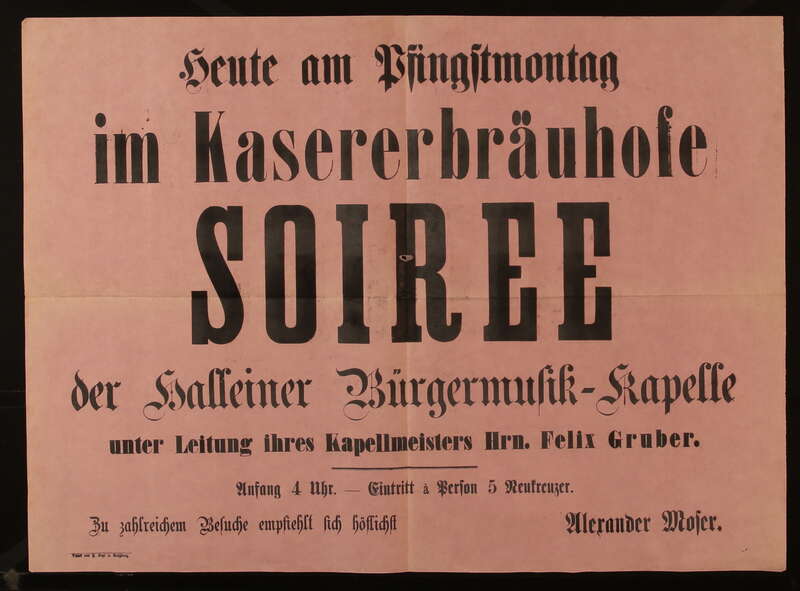 Heute am Pfingstmontag
im Kasererbräuhofe
SOIREE
der Halleiner Bürgermusik-Kapelle
unter Leitung ihres Kapellmeisters Hrn. Felix Gruber.
Anfang 4 Uhr. — Eintritt à Person 5 Neukreuzer.
Zu zahlreichem Besuche empfiehlt sich höflichst
Alexander Moser.